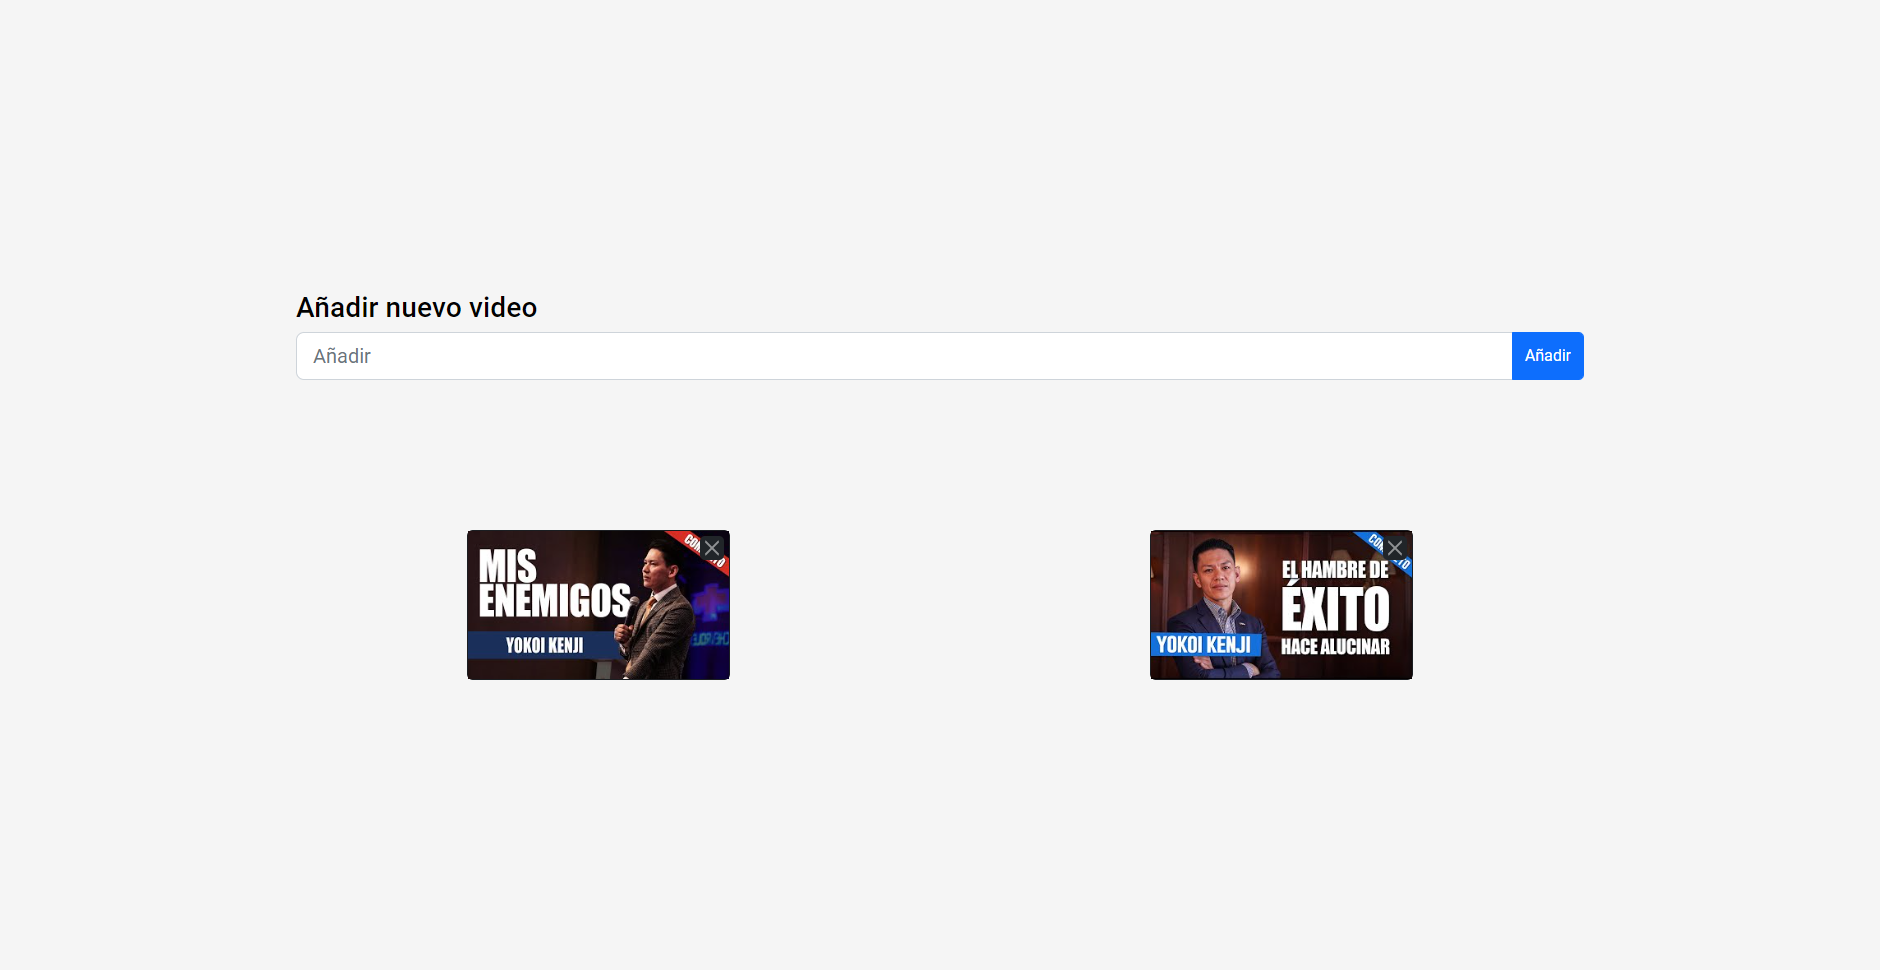 Añadir nuevo video
Añadir
Añadir
MIS
ENEMIGOS
YOKOI KENJI
EL HAMBRE DE
ÉXITO
HACE ALUCINAR
YOKOI KENJI